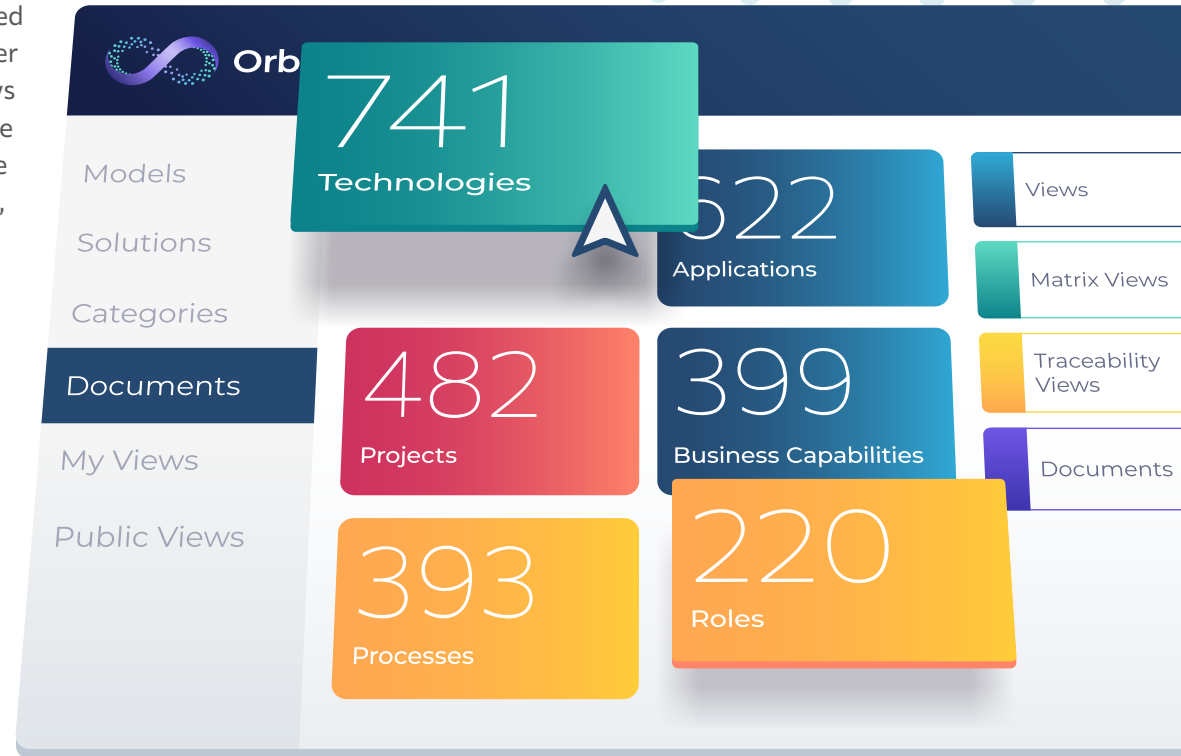 Orb
741
Technologies
622
Applications
Models
Solutions
Categories
Documents
My Views
Public Views
482
Projects
399
Business Capabilities
393
Processes
220
Roles
Views
Matrix Views
Traceability
Views
Documents